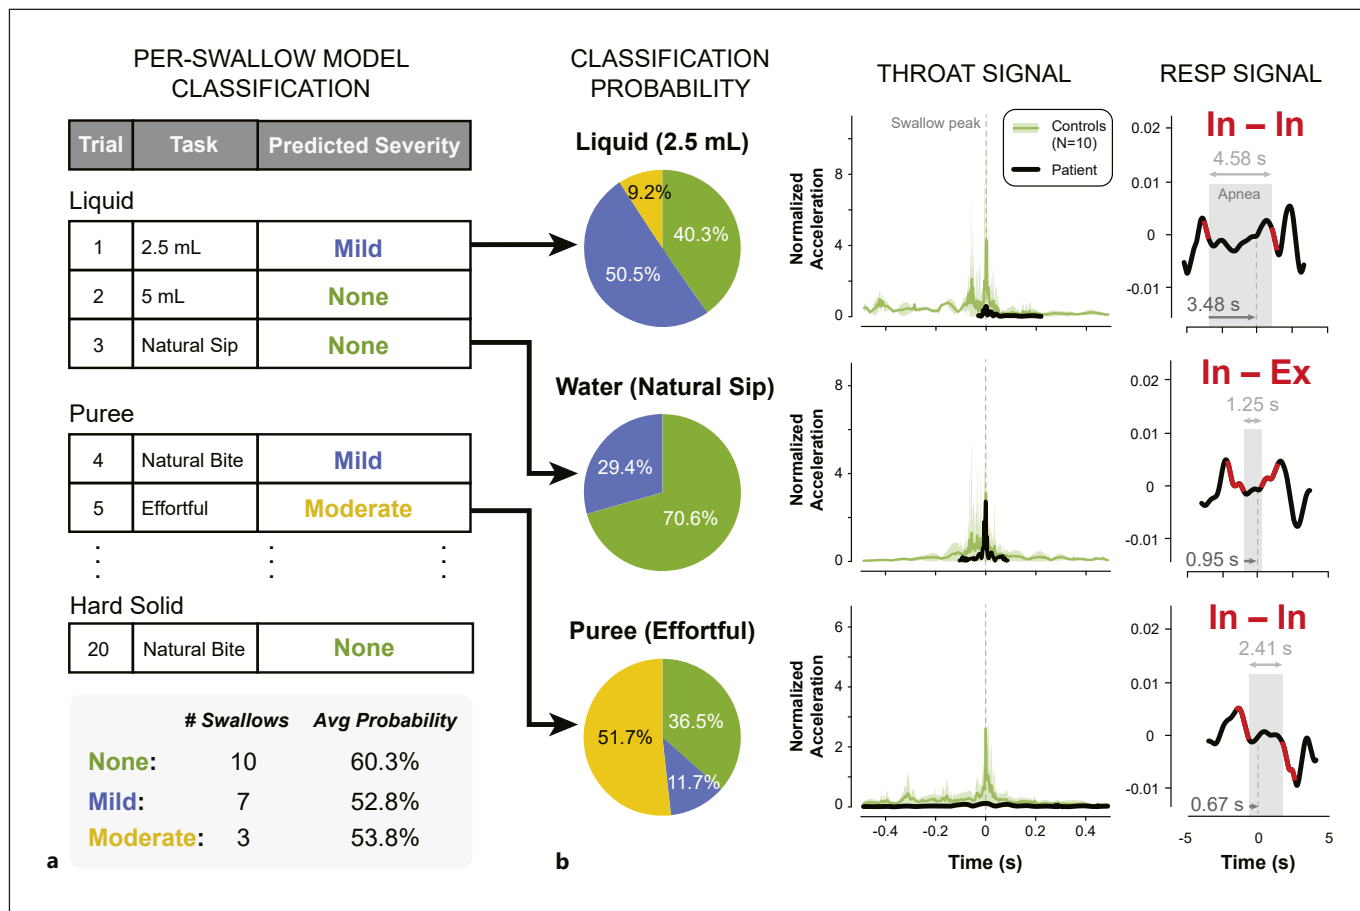 PER-SWALLOW MODEL
CLASSIFICATION
Trial Task Predicted Severity
Liquid
1 2.5 mL Mild
2 5 mL None
3 Natural Sip None
Puree
4 Natural Bite Mild
5 Effortful Moderate
Hard Solid
20 Natural Bite None
# Swallows Avg Probability
None: 10 60.3%
Mild: 7 52.8%
Moderate: 3 53.8%
a
CLASSIFICATION
PROBABILITY
Liquid (2.5 mL)
9.2%
40.3%
50.5%
Water (Natural Sip)
29.4%
70.6%
Puree (Effortful)
51.7%
36.5%
11.7%
b
THROAT SIGNAL
Swallow peak
Controls
(N=10)
Patient
Normalized
Acceleration
8
4
0
Normalized
Acceleration
8
4
0
Normalized
Acceleration
6
4
2
0
-0.4 -0.2 0 0.2 0.4
Time (s)
RESP SIGNAL
In – In
4.58 s
Apnea
3.48 s
0.02
0.01
0
-0.01
In – Ex
1.25 s
0.95 s
0.02
0.01
0
-0.01
In – In
2.41 s
0.67 s
0.02
0.01
0
-0.01
-5 0 5
Time (s)